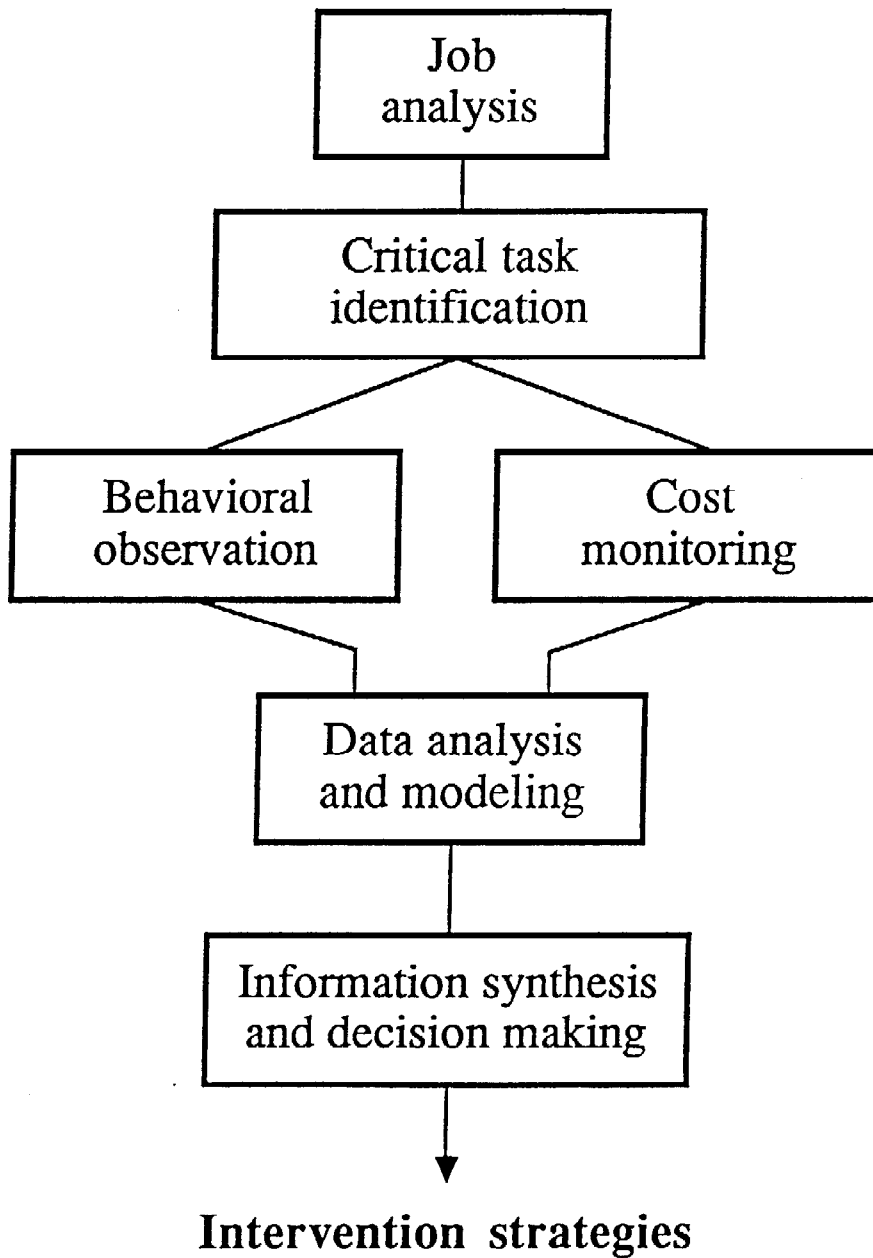 Job
analysis
Critical task
identification
Behavioral
observation
Cost
monitoring
Data analysis
and modeling
Information synthesis
and decision making
Intervention strategies